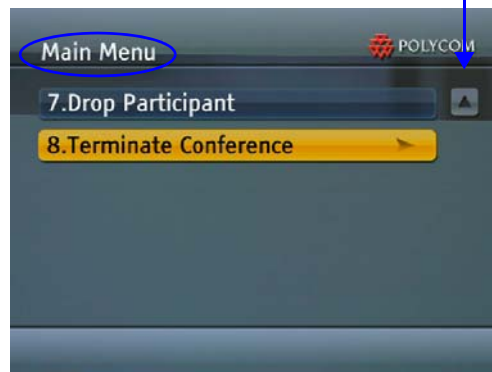 Main Menu
POLYCOM
7.Drop Participant
8.Terminate Conference